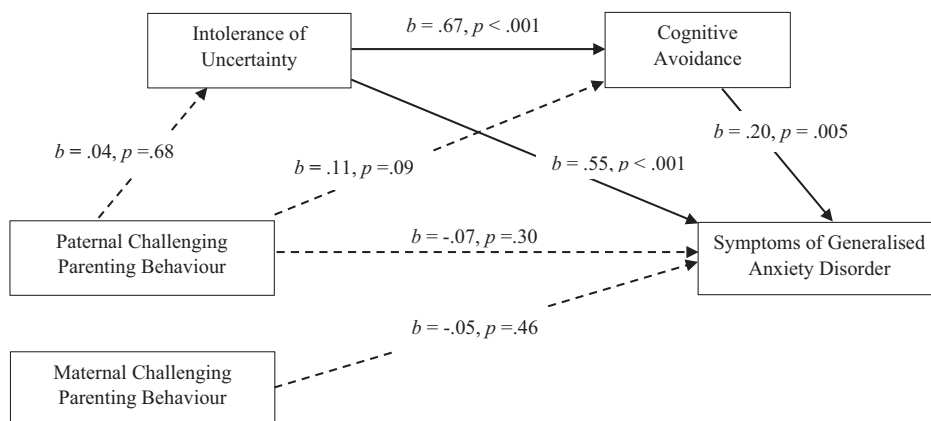 Intolerance of
Uncertainty
b = .67, p < .001
Cognitive
Avoidance
b = .04, p =.68
b = .11, p =.09
b = .55, p < .001
b = .20, p = .005
Paternal Challenging
Parenting Behaviour
b = -.07, p =.30
Symptoms of Generalised
Anxiety Disorder
b = -.05, p =.46
Maternal Challenging
Parenting Behaviour